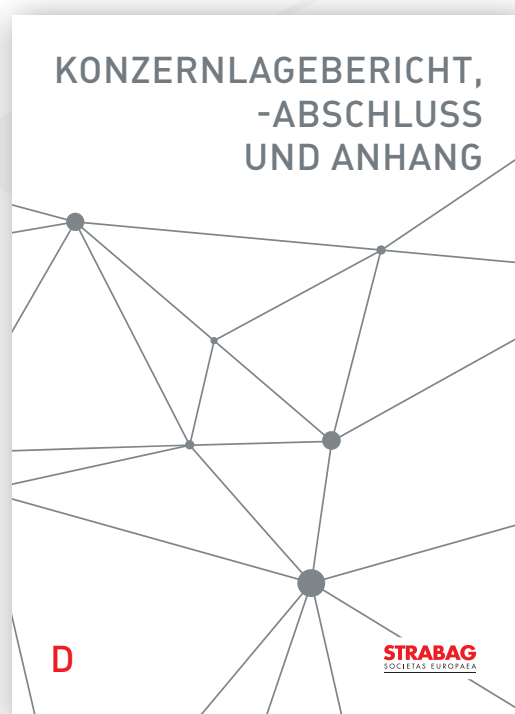 KONZERNLAGEBERICHT,
-ABSCHLUSS
UND ANHANG
D
STRABAG
SOCIETAS EUROPAEA